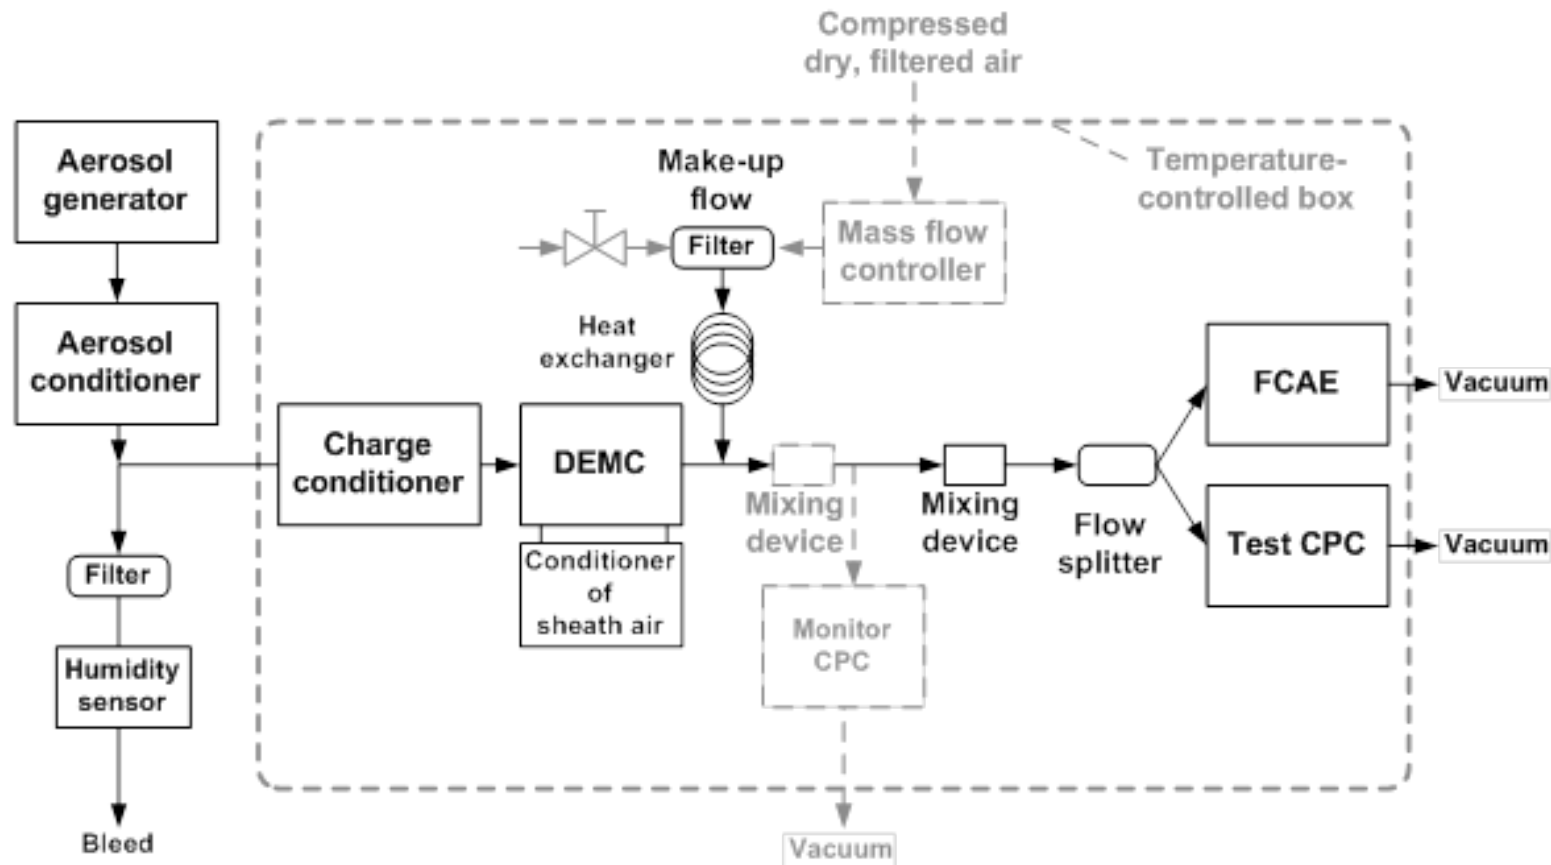 Compressed
dry, filtered air
Aerosol
generator
Make-up
flow
Temperature-
controlled box
Filter
Mass flow
controller
Aerosol
conditioner
Heat
exchanger
FCAE
Vacuum
Charge
conditioner
DEMC
Mixing
device
Mixing
device
Flow
splitter
Test CPC
Vacuum
Filter
Conditioner
of
sheath air
Monitor
CPC
Humidity
sensor
Bleed
Vacuum